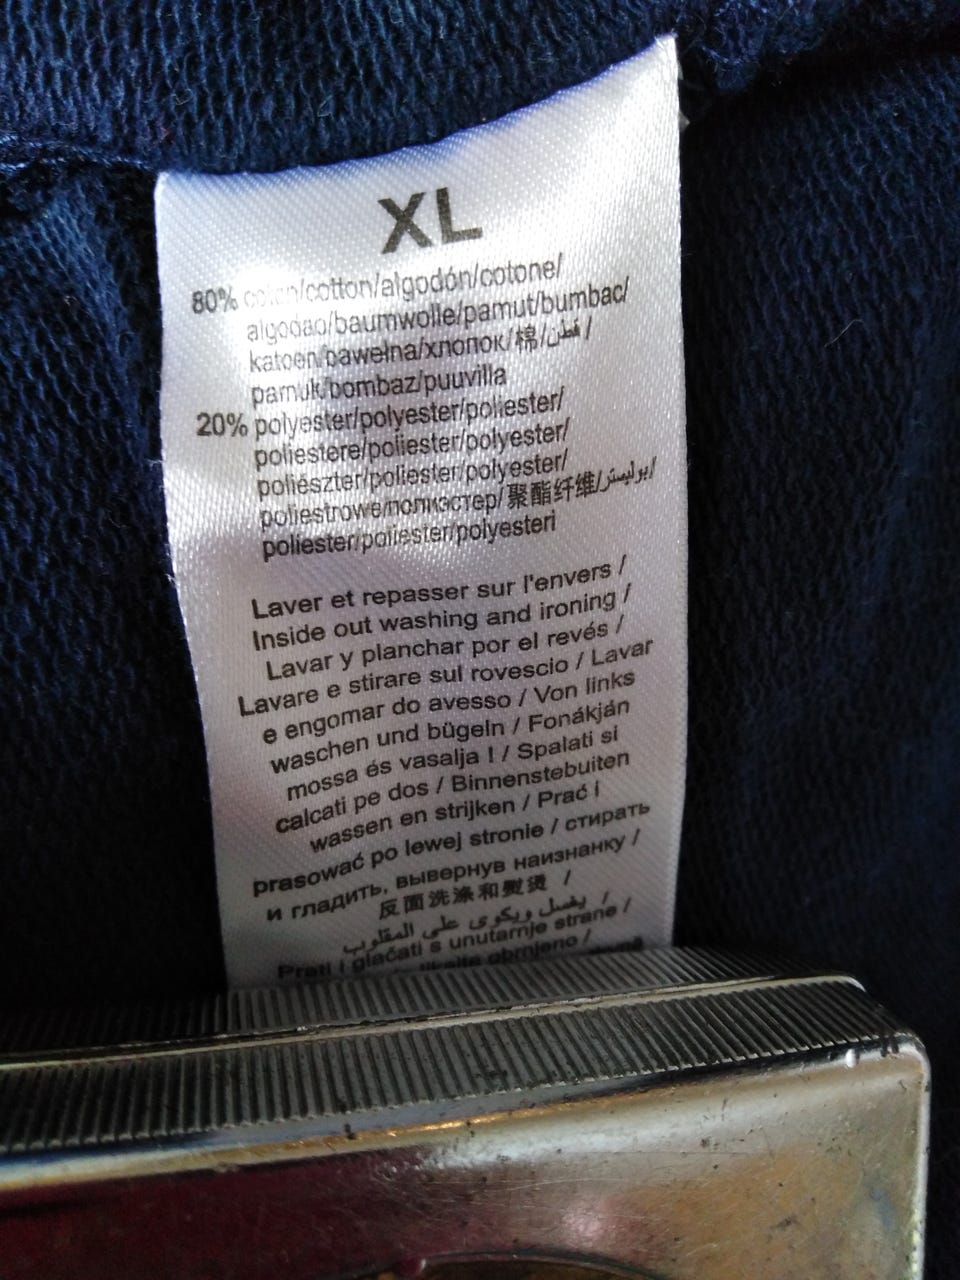 XL
80% coton/cotton/algodón/cotone/
algodao/baumwolle/pamut/bumbac/
katoen/bawełna/хлопок/棉/قطن/
pamuk/bombaz/puuvilla
20% polyester/polyester/poliester/
poliestere/poliester/polyester/
poliészter/poliester/polyester/
poliestrowe/полиэстер/聚酯纤维/بوليستر/
poliester/poliester/polyesteri
Laver et repasser sur l'envers /
Inside out washing and ironing /
Lavar y planchar por el revés /
Lavare e stirare sul rovescio / Lavar
e engomar do avesso / Von links
waschen und bügeln / Fonákján
mossa és vasalja ! / Spalati si
calcati pe dos / Binnenstebuiten
wassen en strijken / Prać i
prasować po lewej stronie / стирать
и гладить, вывернув наизнанку /
反面洗涤和熨烫 /
يغسل ويكوى على المقلوب /
Prati i glačati s unutarnje strane /
likajte obrnjeno /